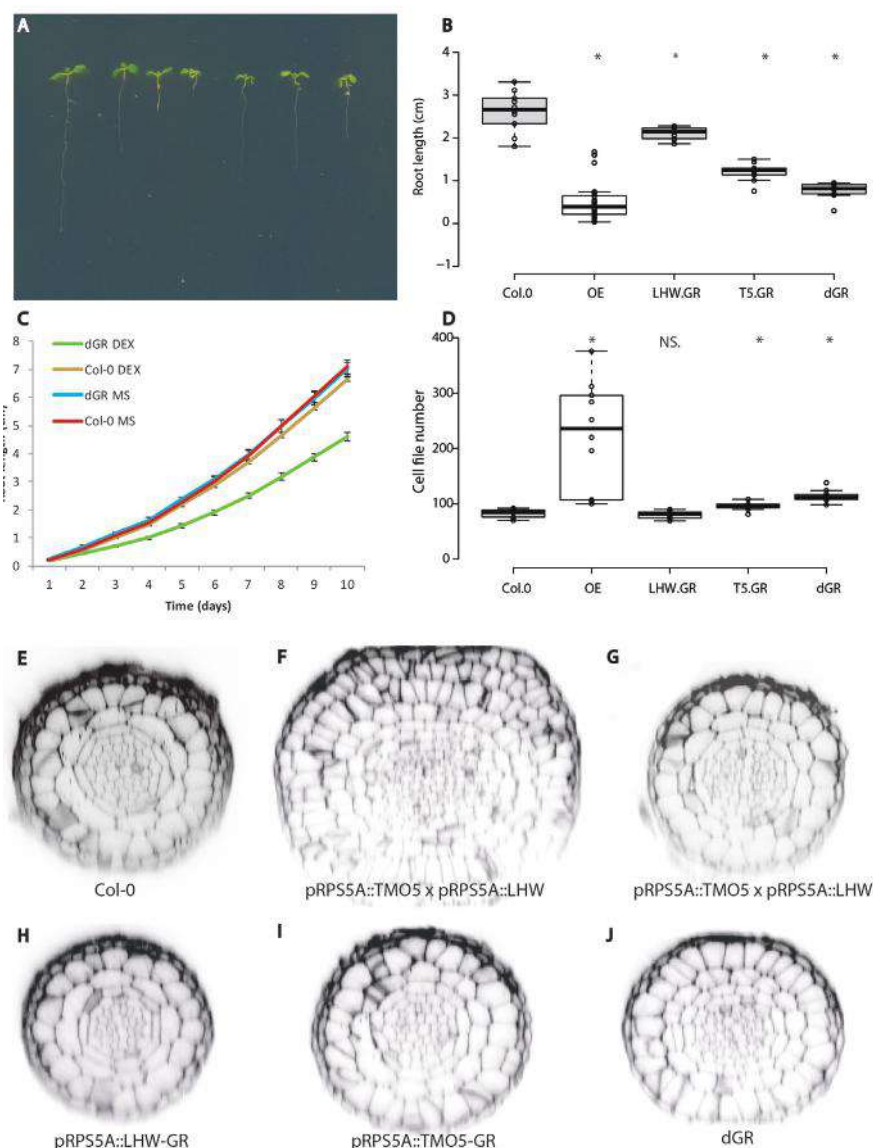 A
B
4
3
2
1
0
−1
Root length (cm)
*
*
*
*
Col.0
OE
LHW.GR
T5.GR
dGR
C
8
7
6
5
4
3
2
1
0
dGR DEX
Col-0 DEX
dGR MS
Col-0 MS
1 2 3 4 5 6 7 8 9 10
Time (days)
D
400
300
200
100
0
Cell file number
*
NS.
*
*
Col.0
OE
LHW.GR
T5.GR
dGR
E
Col-0
F
pRPS5A::TMO5 x pRPS5A::LHW
G
pRPS5A::TMO5 x pRPS5A::LHW
H
pRPS5A::LHW-GR
I
pRPS5A::TMO5-GR
J
dGR